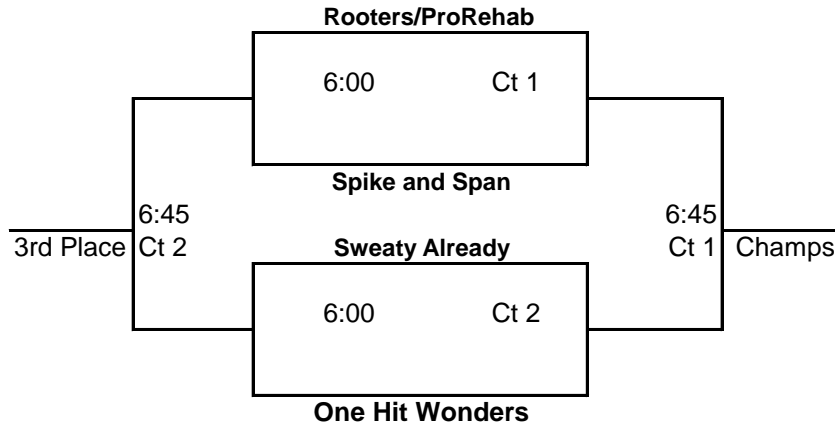 Rooters/ProRehab
6:00 Ct 1
Spike and Span
6:45 6:45
3rd Place Ct 2 Sweaty Already Ct 1 Champs
6:00 Ct 2
One Hit Wonders